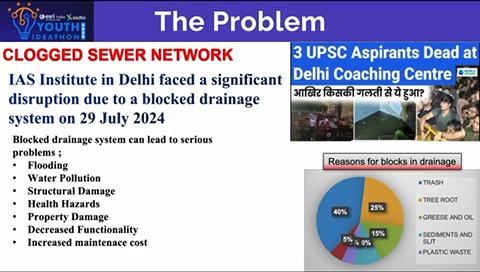 esri India
YOUTH
IDEATHON
The Problem
CLOGGED SEWER NETWORK
IAS Institute in Delhi faced a significant
disruption due to a blocked drainage
system on 29 July 2024
Blocked drainage system can lead to serious
problems ;
• Flooding
• Water Pollution
• Structural Damage
• Health Hazards
• Property Damage
• Decreased Functionality
• Increased maintenace cost
3 UPSC Aspirants Dead at
Delhi Coaching Centre
आखिर किसकी गलती से ये हुआ?
Reasons for blocks in drainage
40%
25%
15%
0%
5%
TRASH
TREE ROOT
GREESE AND OIL
SEDIMENTS AND
SLIT
PLASTIC WASTE